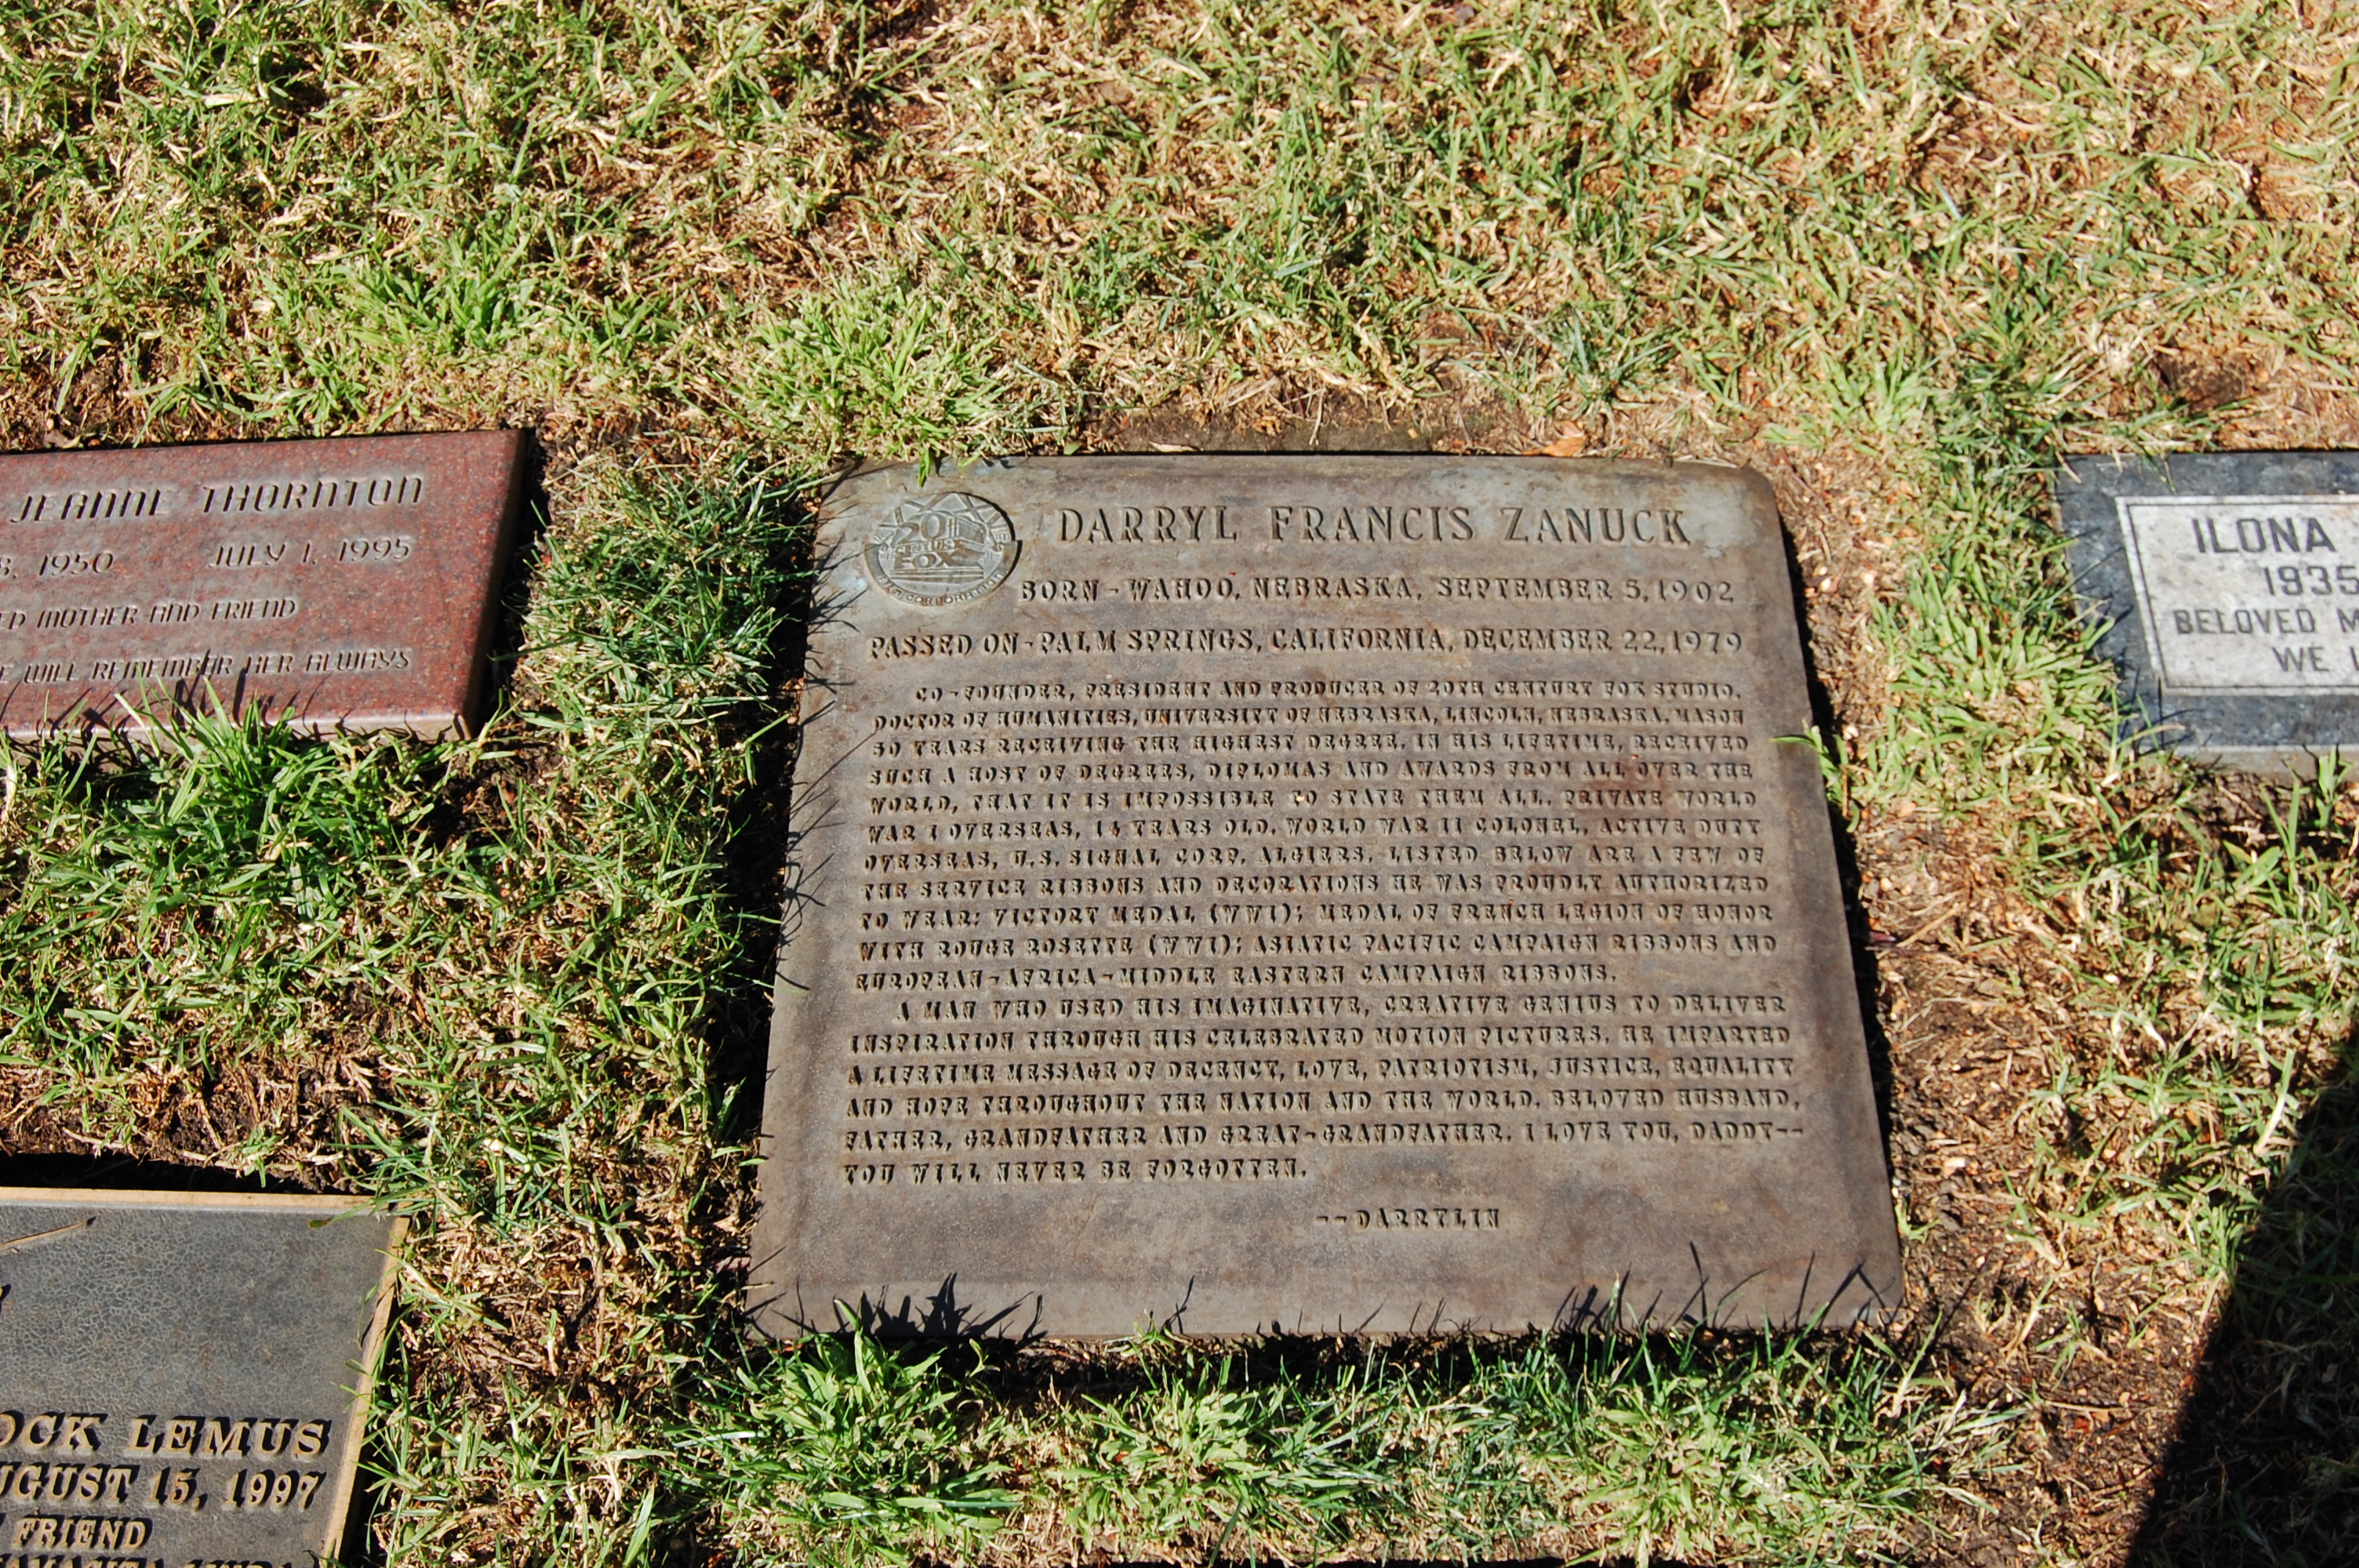 JEANNE THORNTON
8, 1950 JULY 1, 1995
ED MOTHER AND FRIEND
E WILL REMEMBER HER ALWAYS
20TH
CENTURY
FOX
CORPORATION
DARRYL FRANCIS ZANUCK
BORN - WAHOO, NEBRASKA, SEPTEMBER 5, 1902
PASSED ON - PALM SPRINGS, CALIFORNIA, DECEMBER 22, 1979
CO-FOUNDER, PRESIDENT AND PRODUCER OF 20TH CENTURY FOX STUDIO.
DOCTOR OF HUMANITIES, UNIVERSITY OF NEBRASKA, LINCOLN, NEBRASKA. MASON
50 YEARS RECEIVING THE HIGHEST DEGREE. IN HIS LIFETIME, RECEIVED
SUCH A HOST OF DEGREES, DIPLOMAS AND AWARDS FROM ALL OVER THE
WORLD, THAT IT IS IMPOSSIBLE TO STATE THEM ALL. PRIVATE WORLD
WAR I OVERSEAS, 14 YEARS OLD. WORLD WAR II COLONEL, ACTIVE DUTY
OVERSEAS, U.S. SIGNAL CORP. ALGIERS. LISTED BELOW ARE A FEW OF
THE SERVICE RIBBONS AND DECORATIONS HE WAS PROUDLY AUTHORIZED
TO WEAR: VICTORY MEDAL (WWI); MEDAL OF FRENCH LEGION OF HONOR
WITH ROUGE ROSETTE (WWI); ASIATIC PACIFIC CAMPAIGN RIBBONS AND
EUROPEAN-AFRICA-MIDDLE EASTERN CAMPAIGN RIBBONS.
A MAN WHO USED HIS IMAGINATIVE, CREATIVE GENIUS TO DELIVER
INSPIRATION THROUGH HIS CELEBRATED MOTION PICTURES. HE IMPARTED
A LIFETIME MESSAGE OF DECENCY, LOVE, PATRIOTISM, JUSTICE, EQUALITY
AND HOPE THROUGHOUT THE NATION AND THE WORLD. BELOVED HUSBAND,
FATHER, GRANDFATHER AND GREAT-GRANDFATHER. I LOVE YOU, DADDY--
YOU WILL NEVER BE FORGOTTEN.
--DARRYLIN
ILONA
1935
BELOVED M
WE L
OCK LEMUS
AUGUST 15, 1997
FRIEND